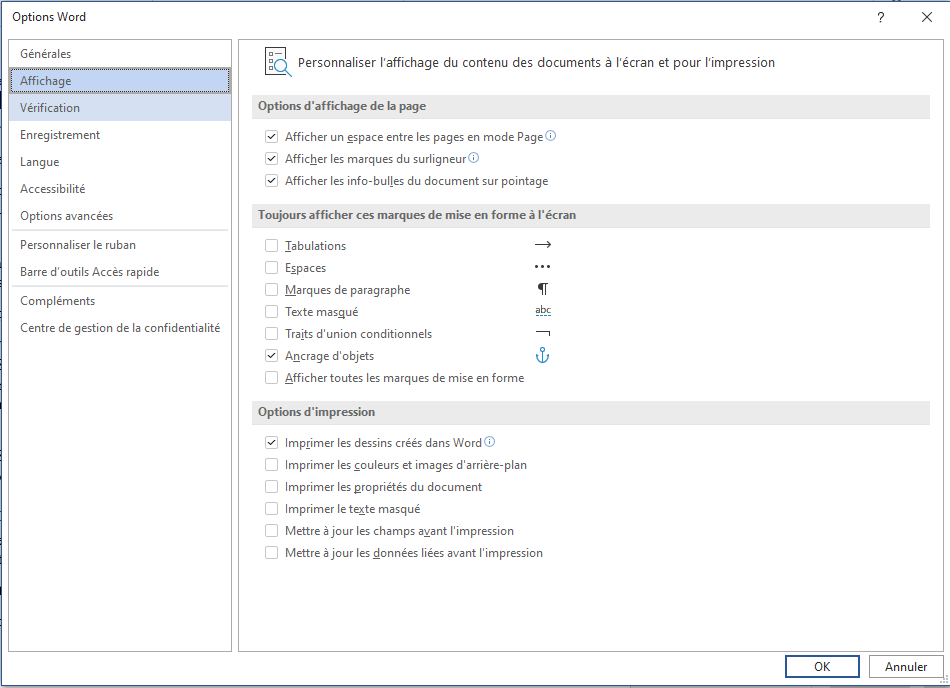 Options Word
?
Générales
Affichage
Vérification
Enregistrement
Langue
Accessibilité
Options avancées
Personnaliser le ruban
Barre d'outils Accès rapide
Compléments
Centre de gestion de la confidentialité
Personnaliser l'affichage du contenu des documents à l'écran et pour l'impression
Options d'affichage de la page
Afficher un espace entre les pages en mode Page
Afficher les marques du surligneur
Afficher les info-bulles du document sur pointage
Toujours afficher ces marques de mise en forme à l'écran
Tabulations →
Espaces •••
Marques de paragraphe ¶
Texte masqué abc
Traits d'union conditionnels ¬
Ancrage d'objets
Afficher toutes les marques de mise en forme
Options d'impression
Imprimer les dessins créés dans Word
Imprimer les couleurs et images d'arrière-plan
Imprimer les propriétés du document
Imprimer le texte masqué
Mettre à jour les champs avant l'impression
Mettre à jour les données liées avant l'impression
OK Annuler